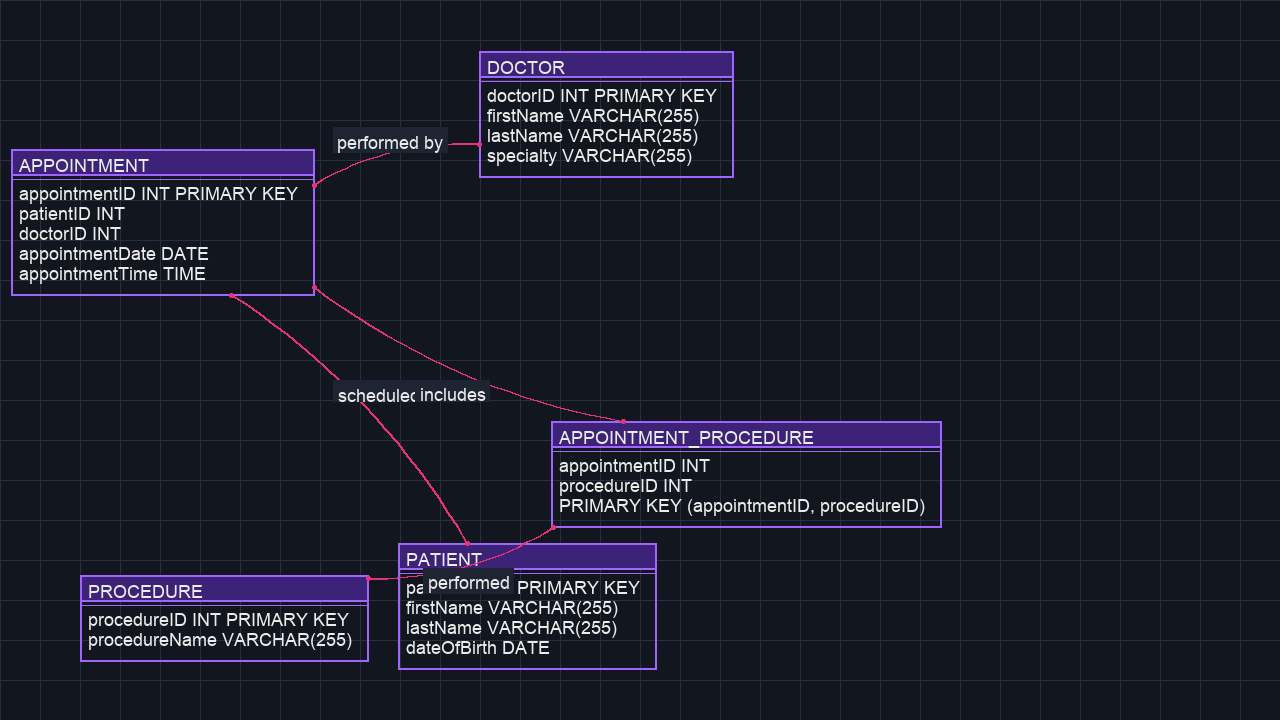 DOCTOR
doctorID INT PRIMARY KEY
firstName VARCHAR(255)
lastName VARCHAR(255)
specialty VARCHAR(255)
performed by
APPOINTMENT
appointmentID INT PRIMARY KEY
patientID INT
doctorID INT
appointmentDate DATE
appointmentTime TIME
includes
APPOINTMENT_PROCEDURE
appointmentID INT
procedureID INT
PRIMARY KEY (appointmentID, procedureID)
PATIENT
PRIMARY KEY
firstName VARCHAR(255)
lastName VARCHAR(255)
dateOfBirth DATE
performed
PROCEDURE
procedureID INT PRIMARY KEY
procedureName VARCHAR(255)